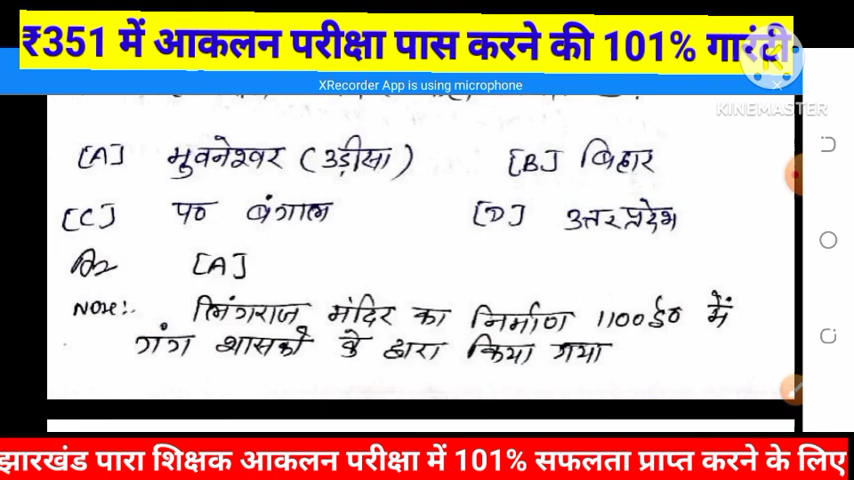 ₹351 में आकलन परीक्षा पास करने की 101% गारंटी
XRecorder App is using microphone
KINEMASTER
[A] भुवनेश्वर (उड़ीसा) [B] बिहार
[C] प० बंगाल [D] उत्तरप्रदेश
[A]
Note:. लिंगराज मंदिर का निर्माण 1100ई० में
गंग शासकों के द्वारा किया गया
झारखंड पारा शिक्षक आकलन परीक्षा में 101% सफलता प्राप्त करने के लिए